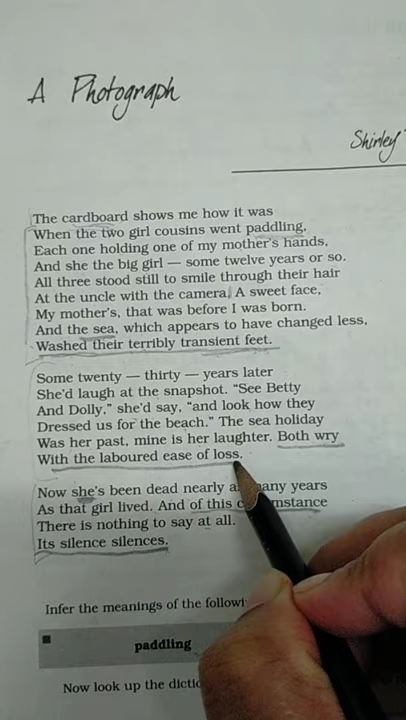 A Photograph
Shirley
The cardboard shows me how it was
When the two girl cousins went paddling,
Each one holding one of my mother's hands,
And she the big girl — some twelve years or so.
All three stood still to smile through their hair
At the uncle with the camera. A sweet face,
My mother's, that was before I was born.
And the sea, which appears to have changed less,
Washed their terribly transient feet.
Some twenty — thirty — years later
She'd laugh at the snapshot. "See Betty
And Dolly," she'd say, "and look how they
Dressed us for the beach." The sea holiday
Was her past, mine is her laughter. Both wry
With the laboured ease of loss.
Now she's been dead nearly as many years
As that girl lived. And of this
There is nothing to say at all.
Its silence silences.
Infer the meanings of the
paddling
Now look up the